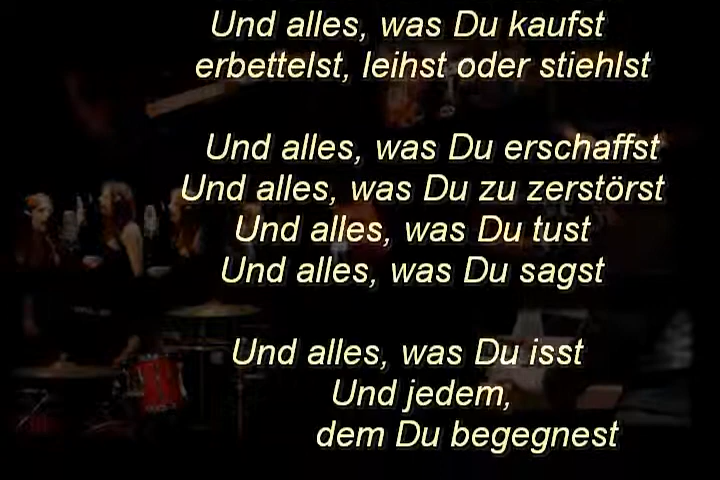 Und alles, was Du kaufst
erbettelst, leihst oder stiehlst
Und alles, was Du erschaffst
Und alles, was Du zu zerstörst
Und alles, was Du tust
Und alles, was Du sagst
Und alles, was Du isst
Und jedem,
dem Du begegnest